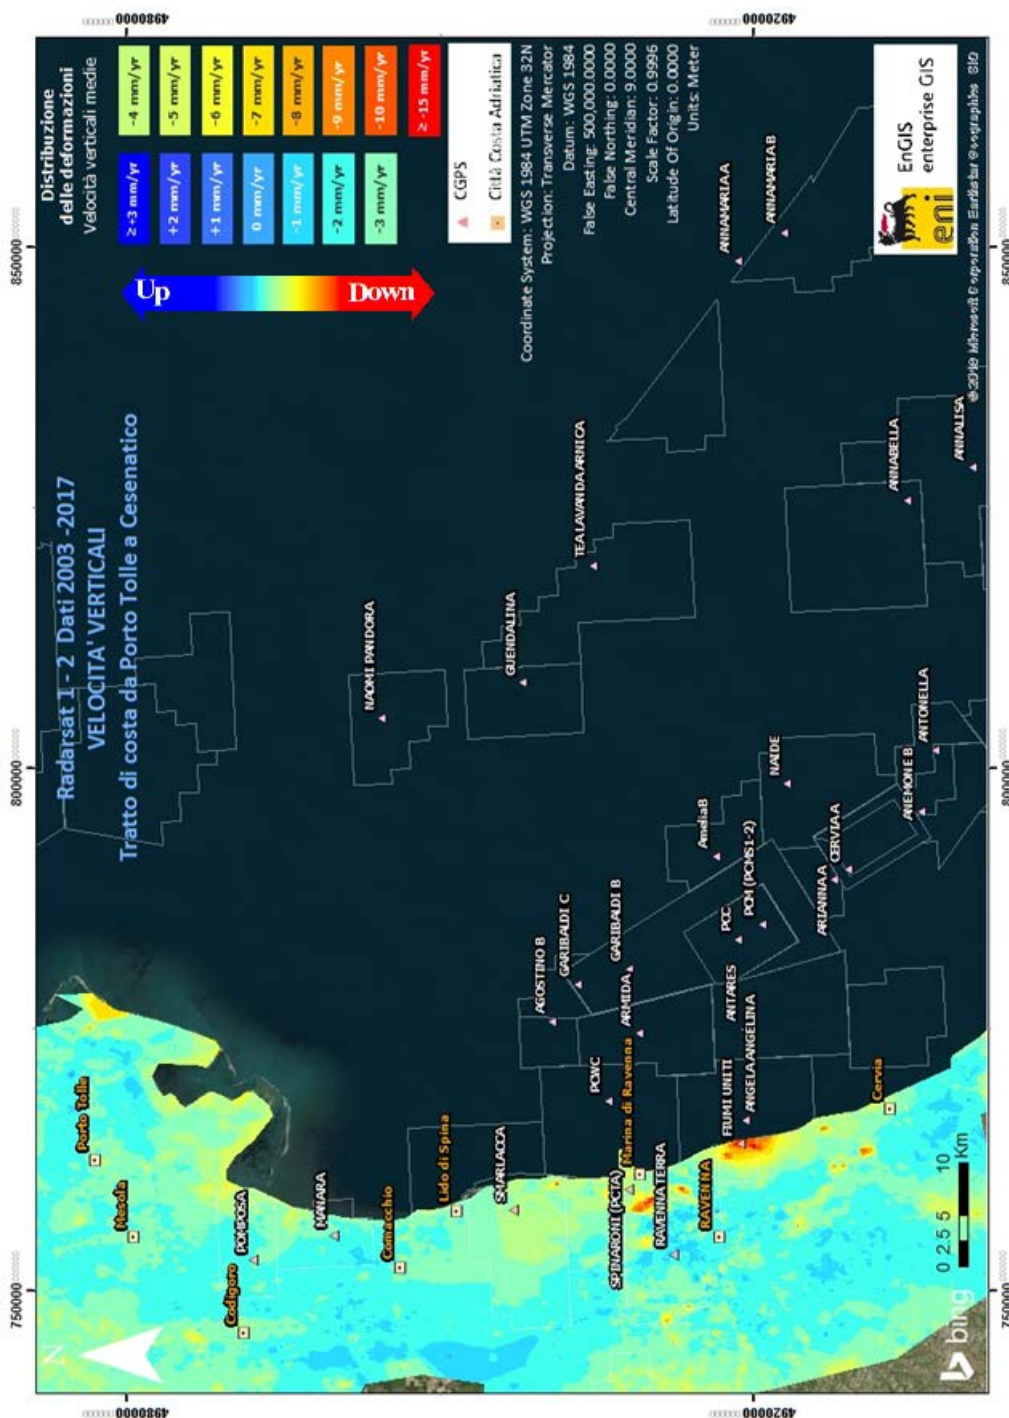 Radarsat 1 - 2 Dati 2003 -2017
VELOCITA' VERTICALI
Tratto di costa da Porto Tolle a Cesenatico
Distribuzione
delle deformazioni
Velocità verticali medie
≥ +3 mm/yr
+2 mm/yr
+1 mm/yr
0 mm/yr
-1 mm/yr
-2 mm/yr
-3 mm/yr
-4 mm/yr
-5 mm/yr
-6 mm/yr
-7 mm/yr
-8 mm/yr
-9 mm/yr
-10 mm/yr
≥ -15 mm/yr
Up
Down
CGPS
Città Costa Adriatica
Coordinate System: WGS 1984 UTM Zone 32N
Projection: Transverse Mercator
Datum: WGS 1984
False Easting: 500,000.0000
False Northing: 0.0000
Central Meridian: 9.0000
Scale Factor: 0.9996
Latitude Of Origin: 0.0000
Units: Meter
EnGIS
enterprise GIS
eni
N
Porto Tolle
Mesola
Codigoro
POMPOSA
MANARA
Comacchio
Lido di Spina
SMARLACCA
PCWC
Marina di Ravenna
SPINARONI (PCTA)
RAVENNA TERRA
RAVENNA
FIUMI UNITI
ANGELA ANGELINA
ANTARES
ARMIDA
AGOSTINO B
GARIBALDI C
GARIBALDI B
PCC
PCM (PCMS1-2)
Amelia B
NAIDE
ARIANNA A
CERVIA A
Cervia
ANEMONE B
ANTONELLA
NAOMI PANDORA
GUENDALINA
TEA LAVANDA ARNICA
ANNABELLA
ANNALISA
ANNAMARIA A
ANNAMARIA B
bing
0 2.5 5 10
Km
750000
800000
850000
750000
800000
850000
4980000
4920000
4980000
4920000